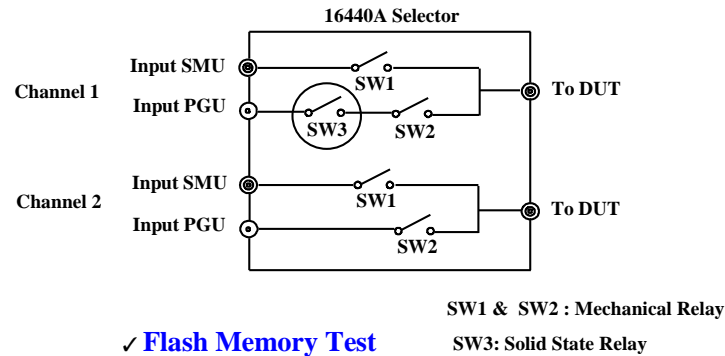 16440A Selector
Input SMU
SW1
Channel 1
To DUT
Input PGU
SW3
SW2
Input SMU
SW1
Channel 2
To DUT
Input PGU
SW2
SW1 & SW2 : Mechanical Relay
✓ Flash Memory Test
SW3: Solid State Relay